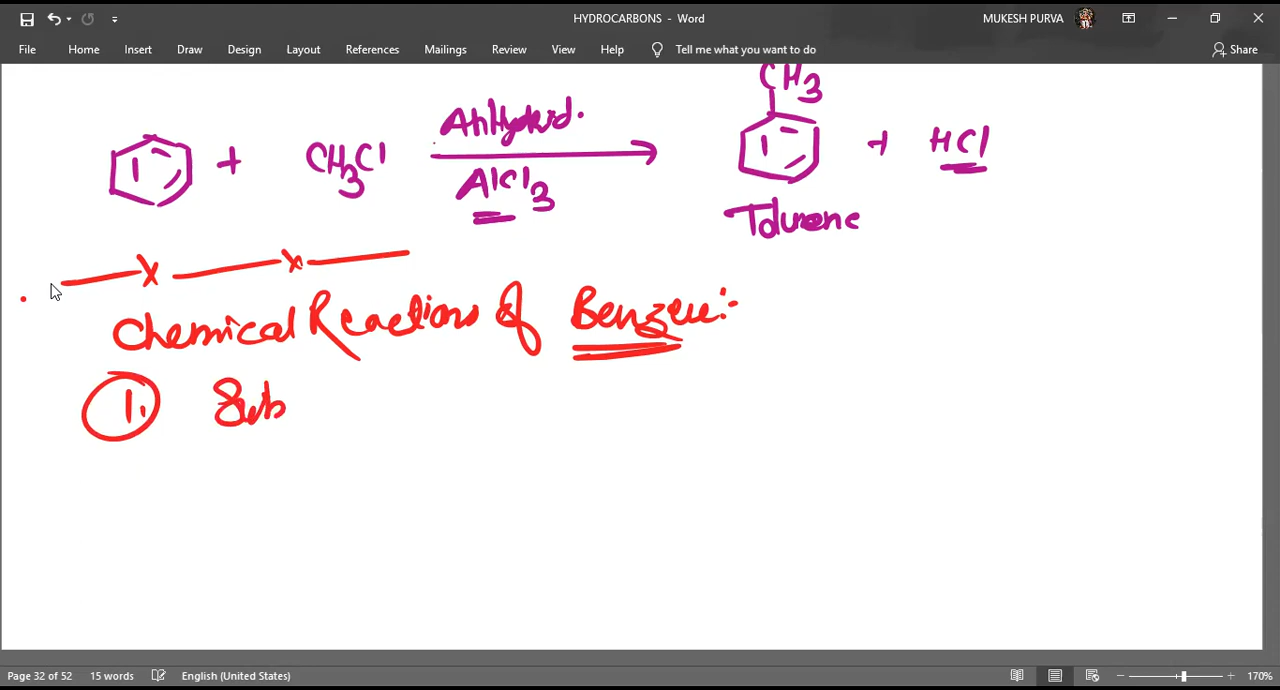 HYDROCARBONS - Word
MUKESH PURVA
File Home Insert Draw Design Layout References Mailings Review View Help Tell me what you want to do Share
CH3
+ CH3Cl Anhydrd. AlCl3 + HCl
Toluene
x x
Chemical Reactions of Benzene:-
1. Sub
Page 32 of 52 15 words English (United States) 170%